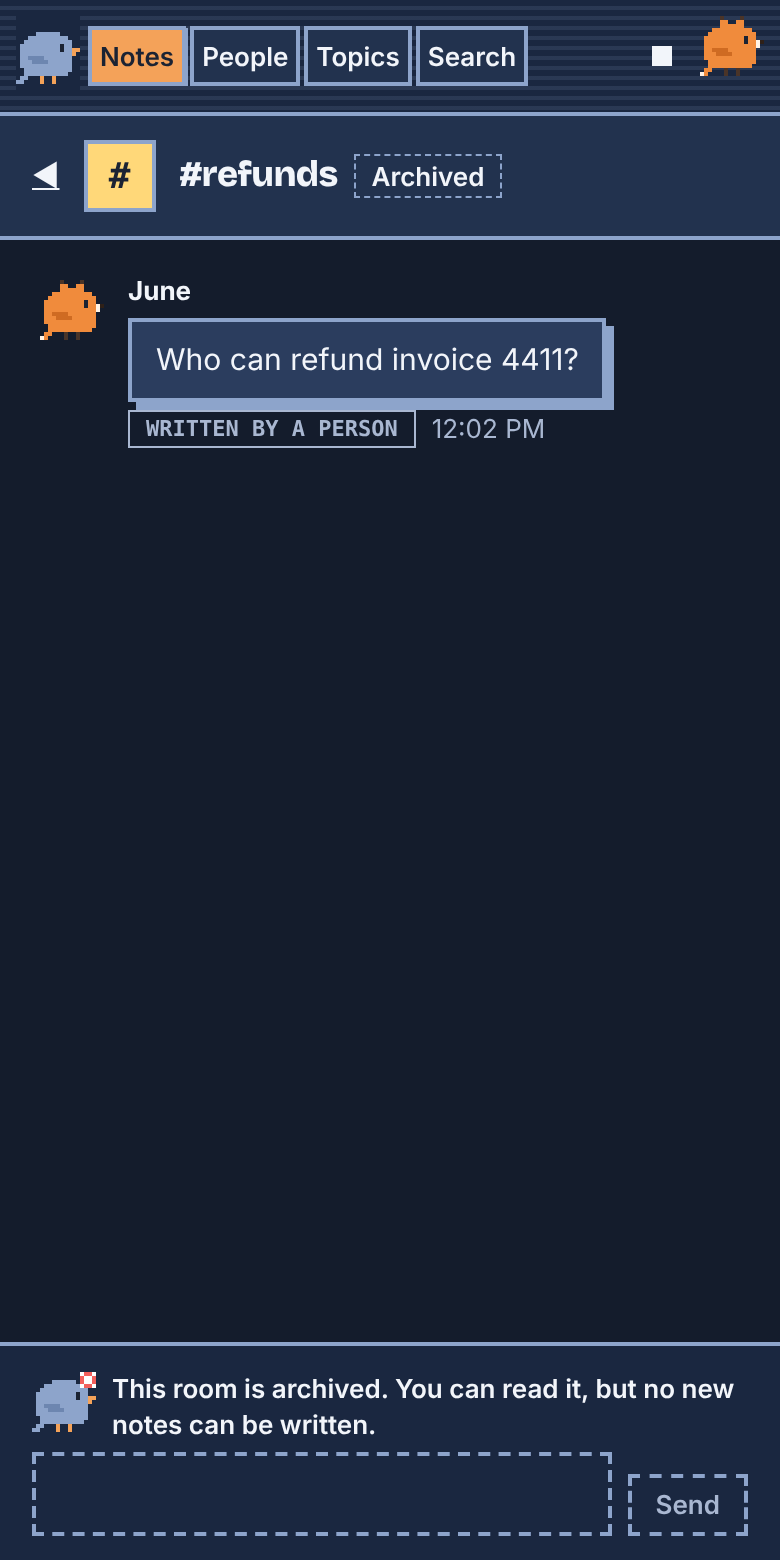 Notes People Topics Search
# #refunds Archived
June
Who can refund invoice 4411?
WRITTEN BY A PERSON 12:02 PM
This room is archived. You can read it, but no new
notes can be written.
Send